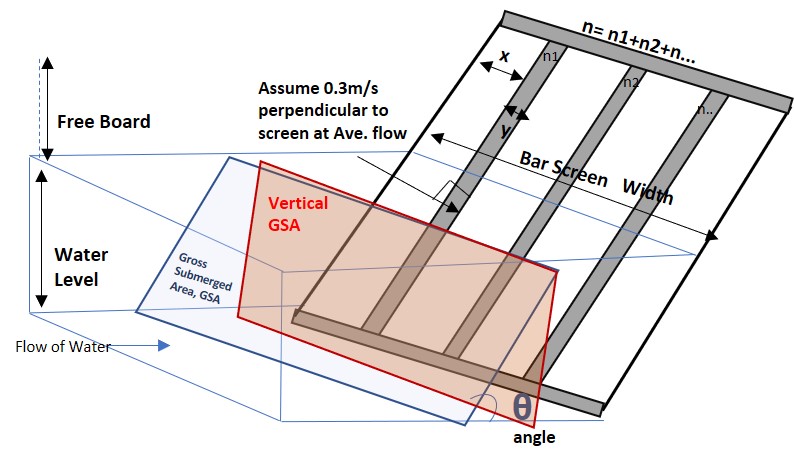 n= n1+n2+n...
x
n1
n2
n..
Assume 0.3m/s
perpendicular to
screen at Ave. flow
Free Board
y
Bar Screen Width
Vertical
GSA
Gross
Submerged
Area, GSA
Water
Level
Flow of Water
θ
angle